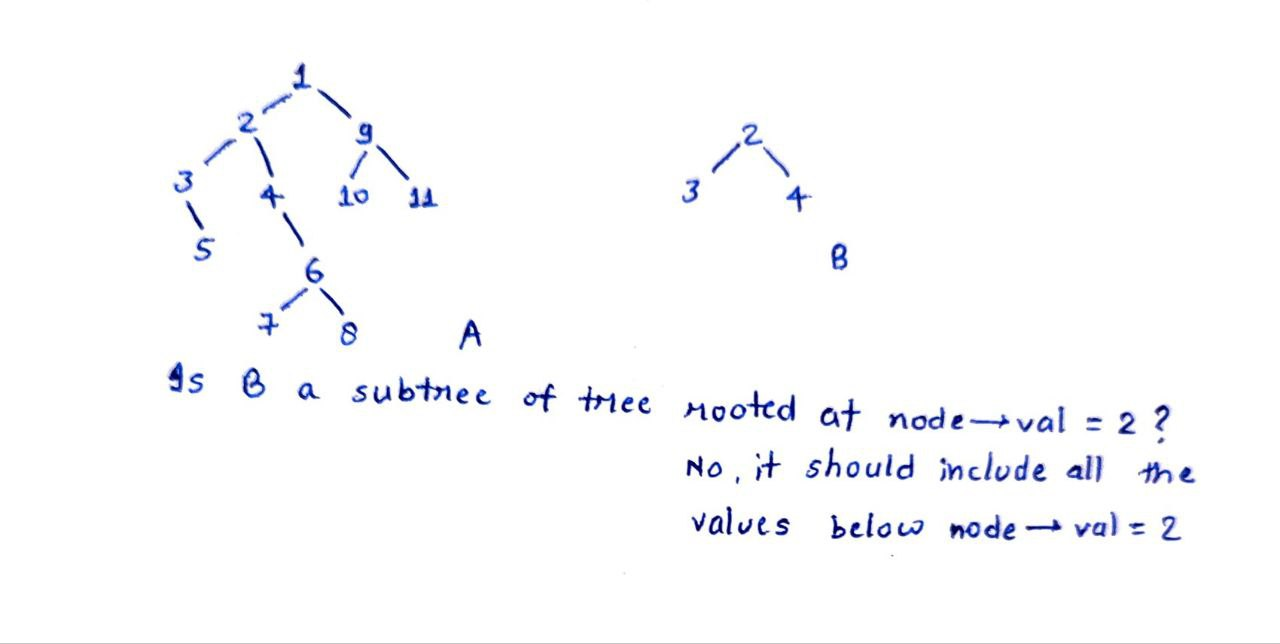 1
2 9 2
3 4 10 11 3 4
5 B
6
7 8 A
Is B a subtree of tree rooted at node→val = 2 ?
No, it should include all the
values below node→val = 2